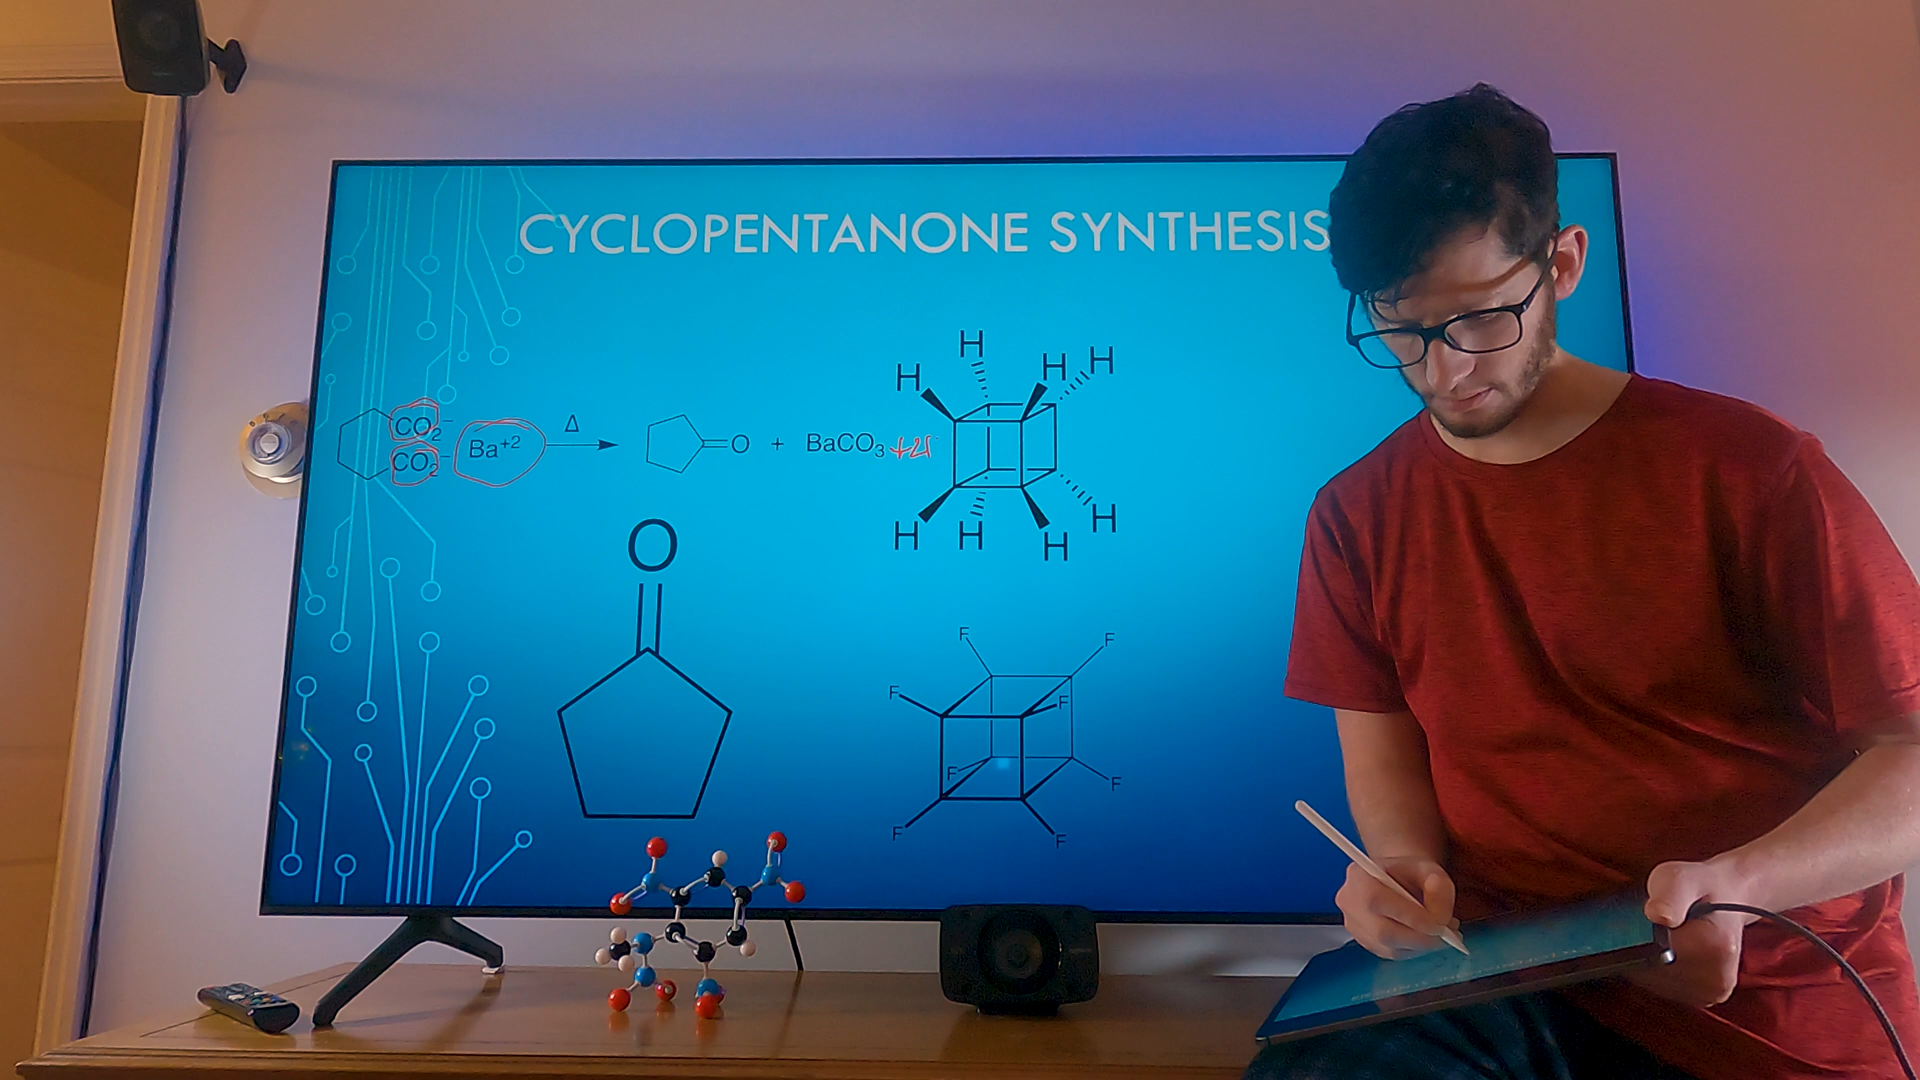 CYCLOPENTANONE SYNTHESIS
CO₂⁻
CO₂⁻
Ba⁺²
Δ
O
+
BaCO₃
H
H
H
H
H
H
H
H
O
F
F
F
F
F
F
F
F